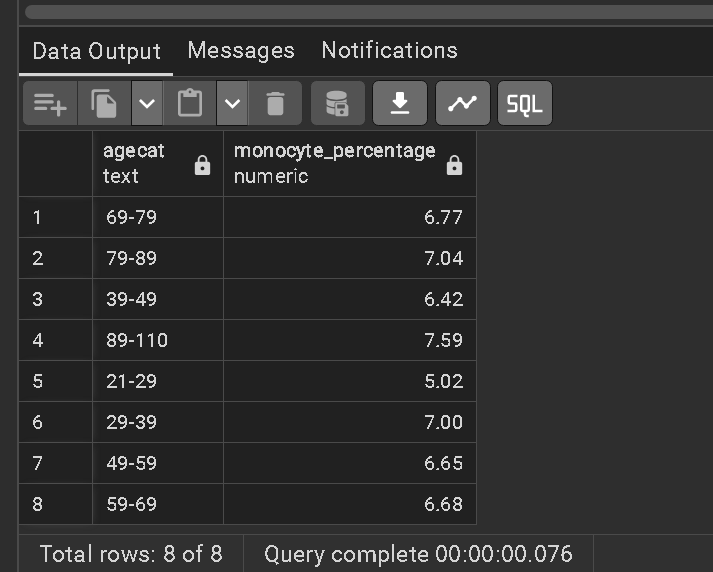 Data Output Messages Notifications
SQL
agecat monocyte_percentage
text numeric
1 69-79 6.77
2 79-89 7.04
3 39-49 6.42
4 89-110 7.59
5 21-29 5.02
6 29-39 7.00
7 49-59 6.65
8 59-69 6.68
Total rows: 8 of 8 Query complete 00:00:00.076